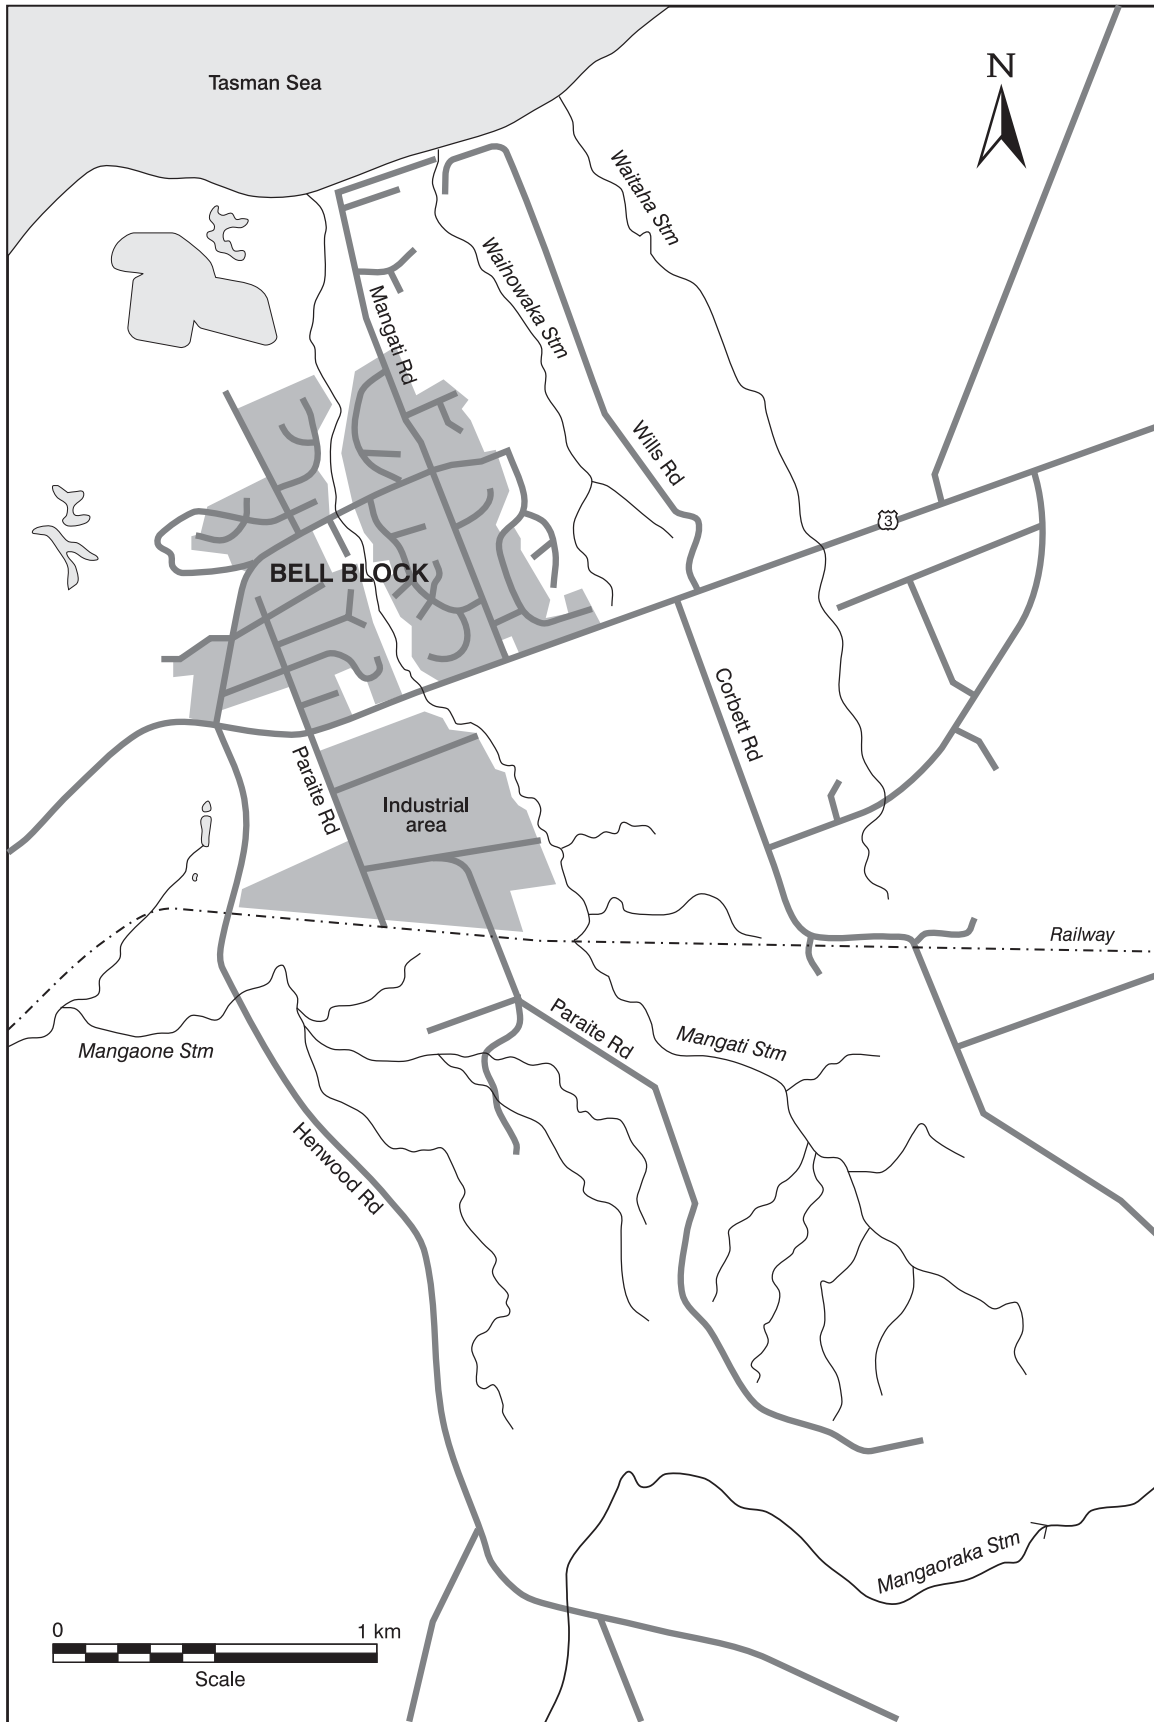 Tasman Sea
N
Waitaha Stm
Waihowaka Stm
Mangati Rd
Wills Rd
3
BELL BLOCK
Corbett Rd
Paraite Rd
Industrial
area
Railway
Paraite Rd
Mangati Stm
Mangaone Stm
Henwood Rd
Mangaoraka Stm
0
1 km
Scale